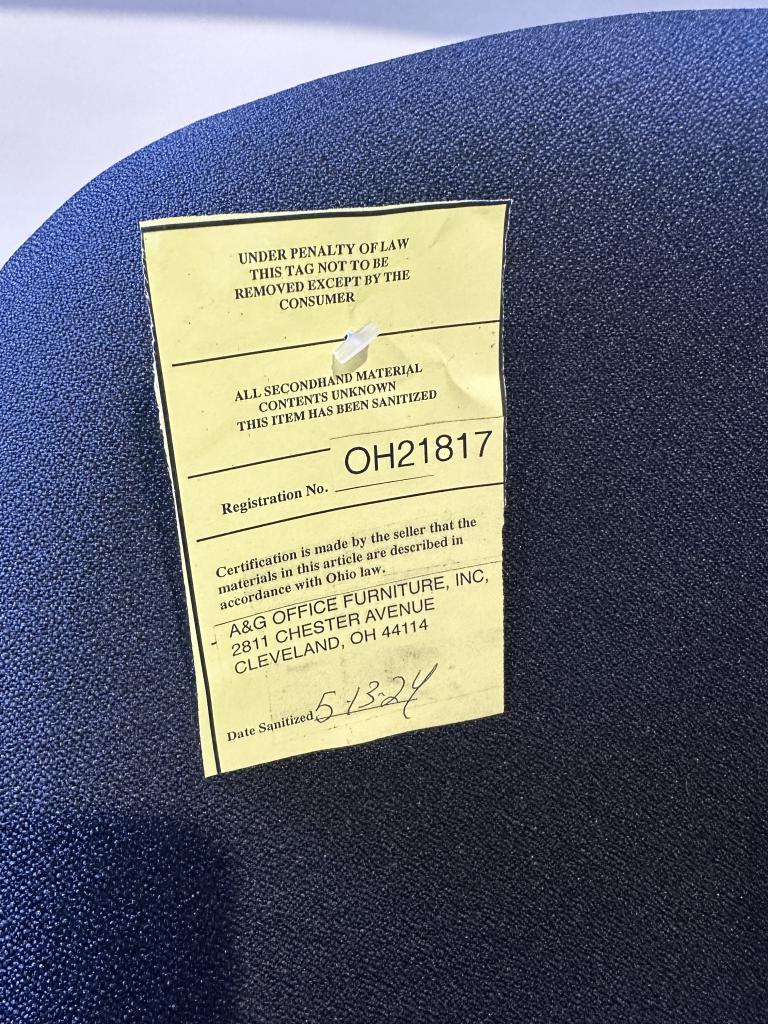 UNDER PENALTY OF LAW
THIS TAG NOT TO BE
REMOVED EXCEPT BY THE
CONSUMER
ALL SECONDHAND MATERIAL
CONTENTS UNKNOWN
THIS ITEM HAS BEEN SANITIZED
Registration No. OH21817
Certification is made by the seller that the
materials in this article are described in
accordance with Ohio law.
A&G OFFICE FURNITURE, INC,
2811 CHESTER AVENUE
CLEVELAND, OH 44114
Date Sanitized 5-13-24